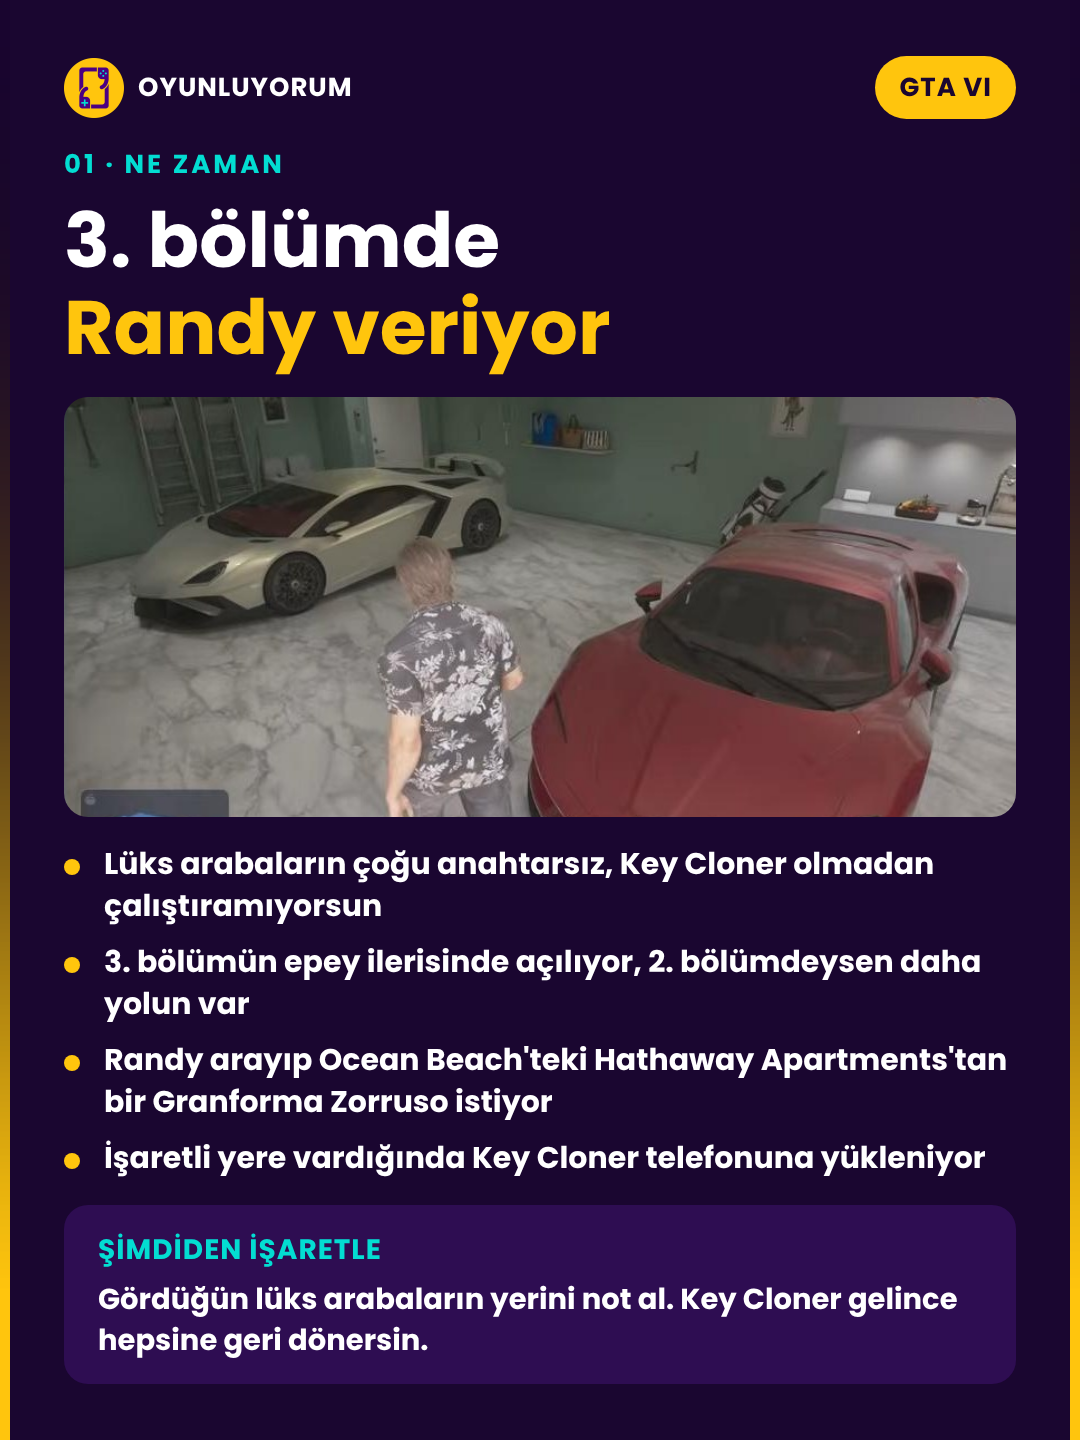 OYUNLUYORUM
GTA VI
01 · NE ZAMAN
3. bölümde
Randy veriyor
Lüks arabaların çoğu anahtarsız, Key Cloner olmadan
çalıştıramıyorsun
3. bölümün epey ilerisinde açılıyor, 2. bölümdeysen daha
yolun var
Randy arayıp Ocean Beach'teki Hathaway Apartments'tan
bir Granforma Zorruso istiyor
İşaretli yere vardığında Key Cloner telefonuna yükleniyor
ŞİMDİDEN İŞARETLE
Gördüğün lüks arabaların yerini not al. Key Cloner gelince
hepsine geri dönersin.